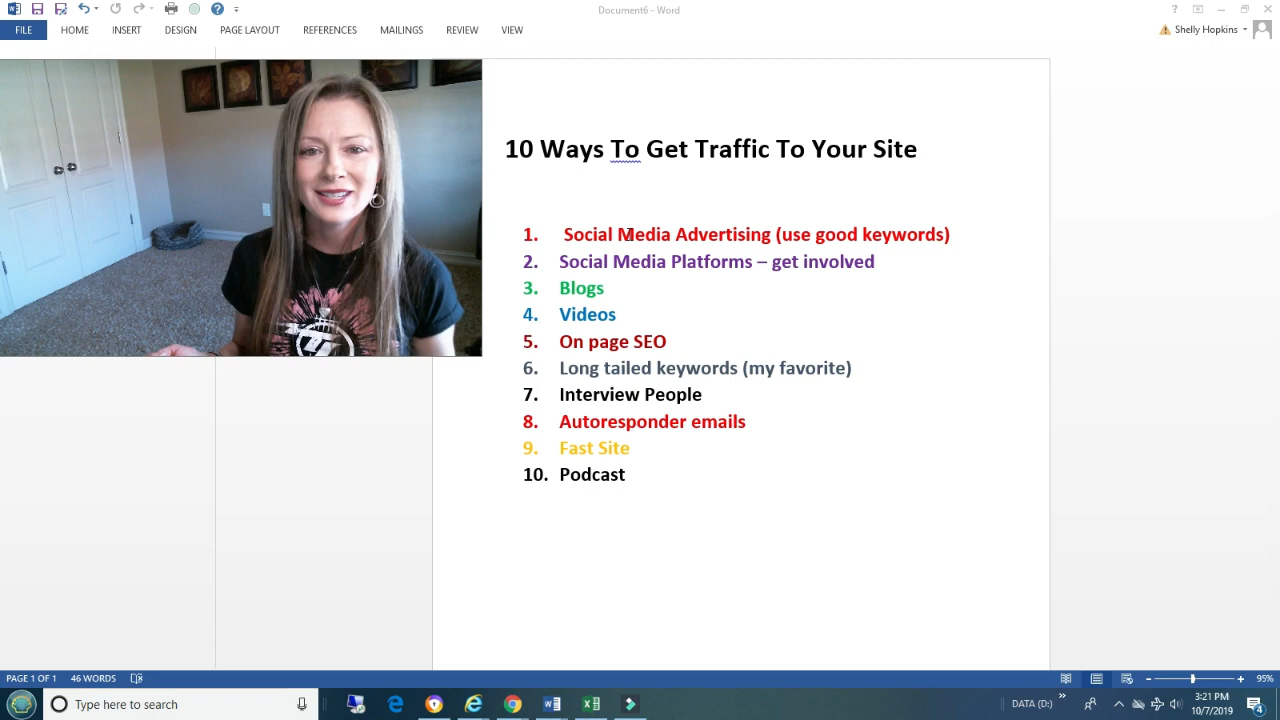 Document6 - Word
?
FILE HOME INSERT DESIGN PAGE LAYOUT REFERENCES MAILINGS REVIEW VIEW
Shelly Hopkins
10 Ways To Get Traffic To Your Site
1. Social Media Advertising (use good keywords)
2. Social Media Platforms – get involved
3. Blogs
4. Videos
5. On page SEO
6. Long tailed keywords (my favorite)
7. Interview People
8. Autoresponder emails
9. Fast Site
10. Podcast
PAGE 1 OF 1 46 WORDS
95%
Type here to search
DATA (D:)
3:21 PM
10/7/2019
4